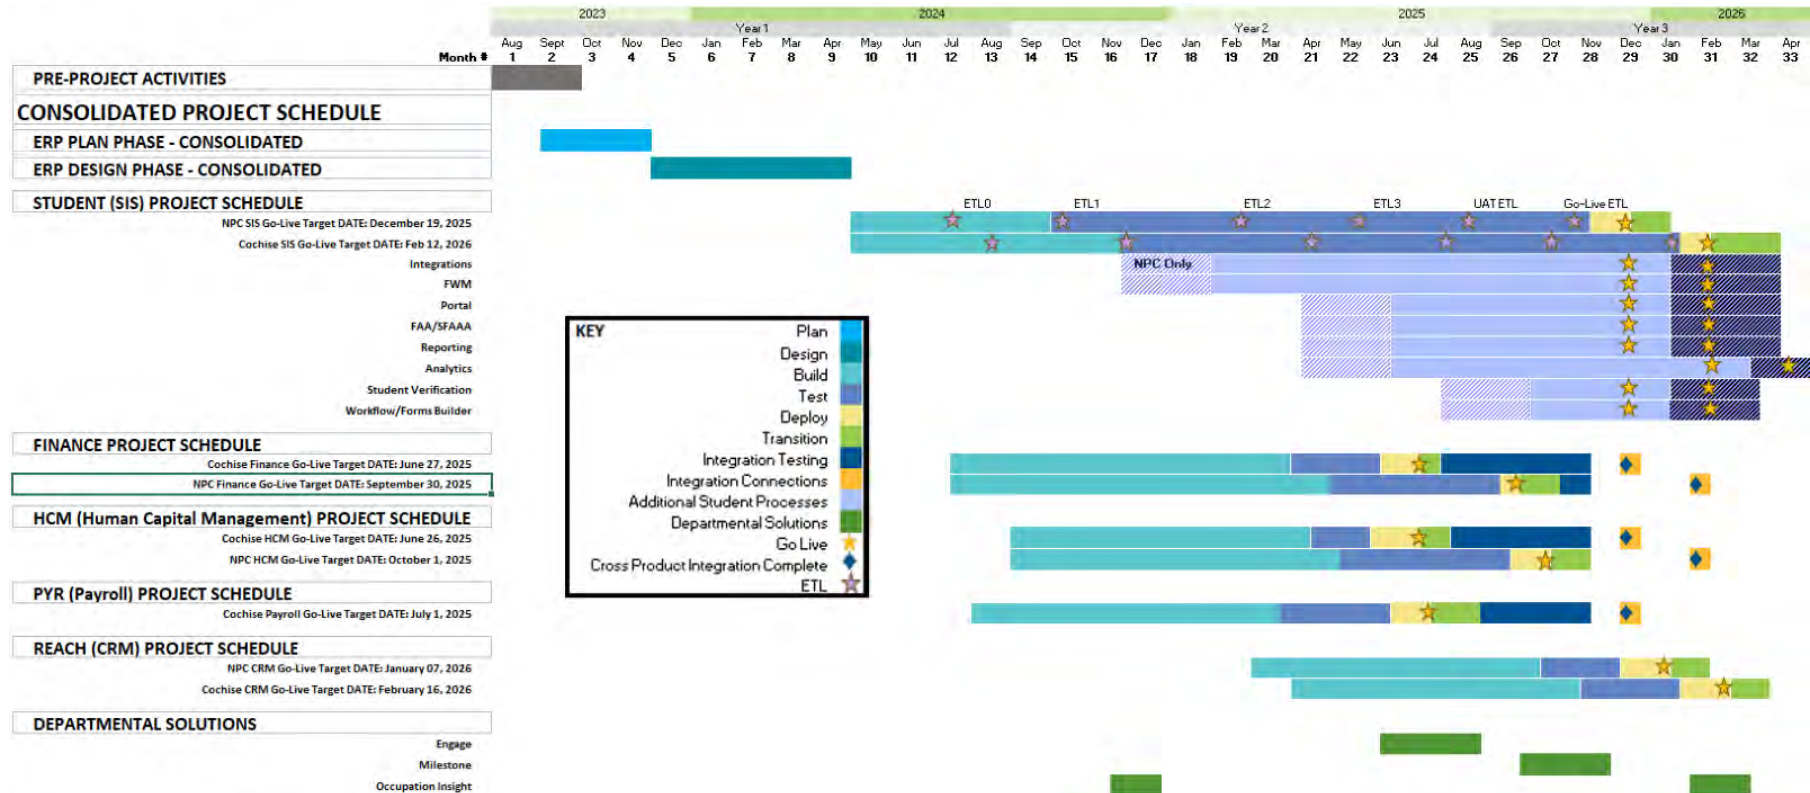 2023 2024 2025 2026
Year 1 Year 2 Year 3
Aug Sept Oct Nov Dec Jan Feb Mar Apr May Jun Jul Aug Oct Nov Dec Jan Feb Mar Apr May Jun Jul Aug Sep Oct Nov Dec Jan Feb Mar Apr
Month # 1 2 3 4 5 6 7 8 9 10 11 12 13 14 15 16 17 18 19 20 21 22 23 24 25 26 27 28 29 30 31 32 33
PRE-PROJECT ACTIVITIES
CONSOLIDATED PROJECT SCHEDULE
ERP PLAN PHASE - CONSOLIDATED
ERP DESIGN PHASE - CONSOLIDATED
STUDENT (SIS) PROJECT SCHEDULE ETL0 ETL1 ETL2 ETL3 UAT ETL Go-Live ETL
NPC SIS Go-Live Target DATE: December 19, 2025
Cochise SIS Go-Live Target DATE: Feb 12, 2026
Integrations NPC Only
FWM
Portal
FAA/SFAAA
Reporting
Analytics
Student Verification
Workflow/Forms Builder
KEY Plan
Design
Build
Test
Deploy
Transition
Integration Testing
Integration Connections
Additional Student Processes
Departmental Solutions
Go Live
Cross Product Integration Complete
ETL
FINANCE PROJECT SCHEDULE
Cochise Finance Go-Live Target DATE: June 27, 2025
NPC Finance Go-Live Target DATE: September 30, 2025
HCM (Human Capital Management) PROJECT SCHEDULE
Cochise HCM Go-Live Target DATE: June 26, 2025
NPC HCM Go-Live Target DATE: October 1, 2025
PYR (Payroll) PROJECT SCHEDULE
Cochise Payroll Go-Live Target DATE: July 1, 2025
REACH (CRM) PROJECT SCHEDULE
NPC CRM Go-Live Target DATE: January 07, 2026
Cochise CRM Go-Live Target DATE: February 16, 2026
DEPARTMENTAL SOLUTIONS
Engage
Milestone
Occupation Insight